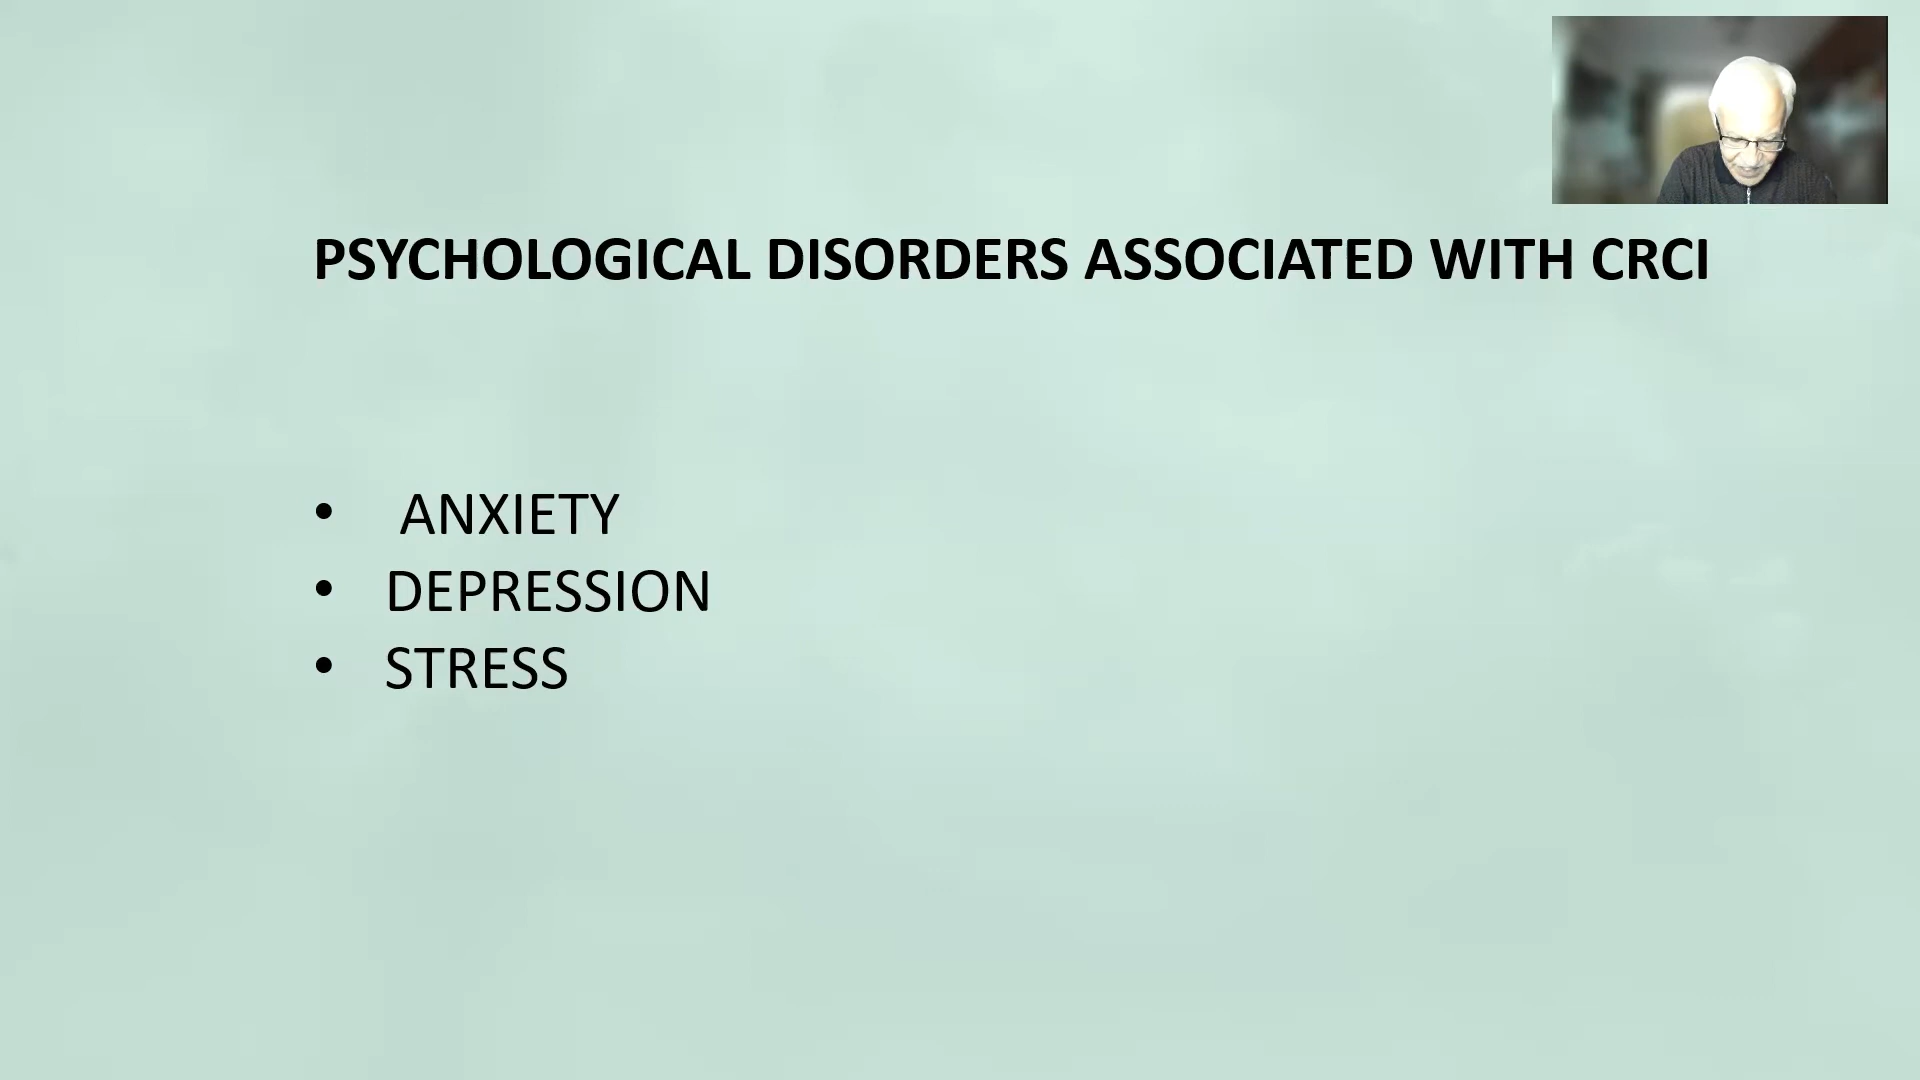 PSYCHOLOGICAL DISORDERS ASSOCIATED WITH CRCI
• ANXIETY
• DEPRESSION
• STRESS